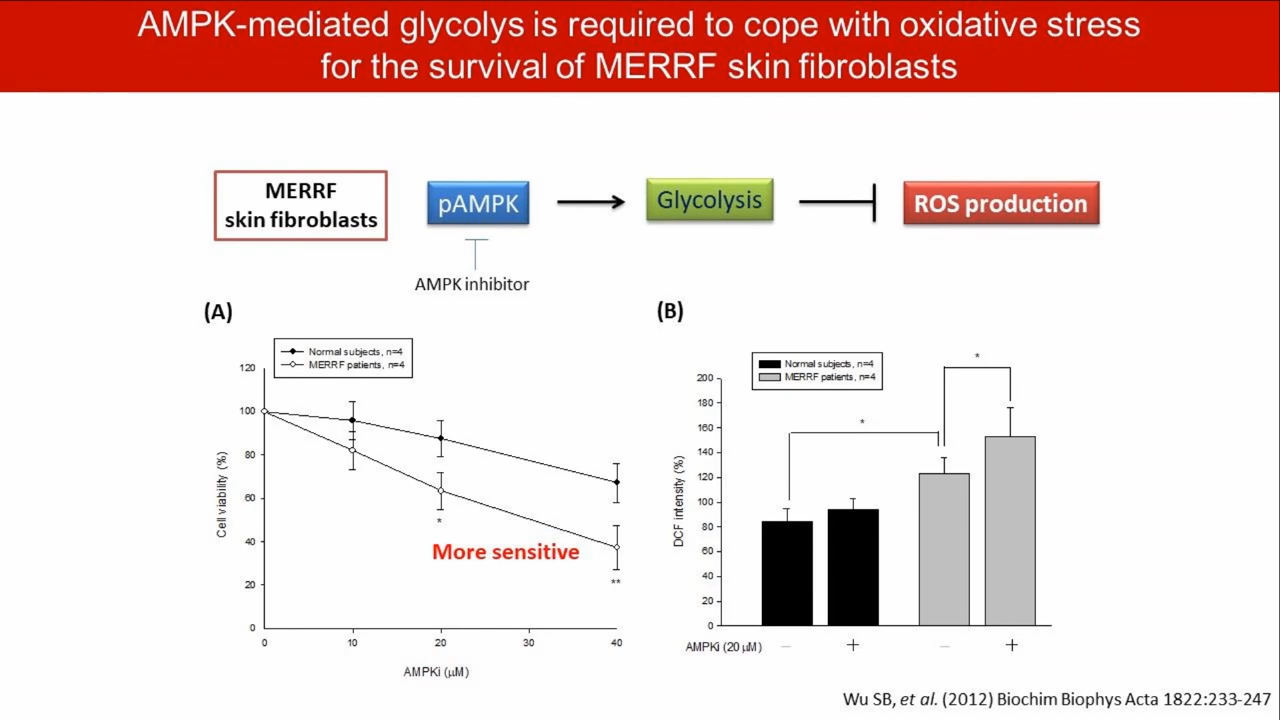 AMPK-mediated glycolys is required to cope with oxidative stress
for the survival of MERRF skin fibroblasts
MERRF
skin fibroblasts
pAMPK
Glycolysis
ROS production
AMPK inhibitor
(A)
Normal subjects, n=4
MERRF patients, n=4
120
100
80
60
40
20
0
Cell viability (%)
*
**
More sensitive
0 10 20 30 40
AMPKi (µM)
(B)
Normal subjects, n=4
MERRF patients, n=4
200
180
160
140
120
100
80
60
40
20
0
DCF intensity (%)
*
*
AMPKi (20 µM) − + − +
Wu SB, et al. (2012) Biochim Biophys Acta 1822:233-247